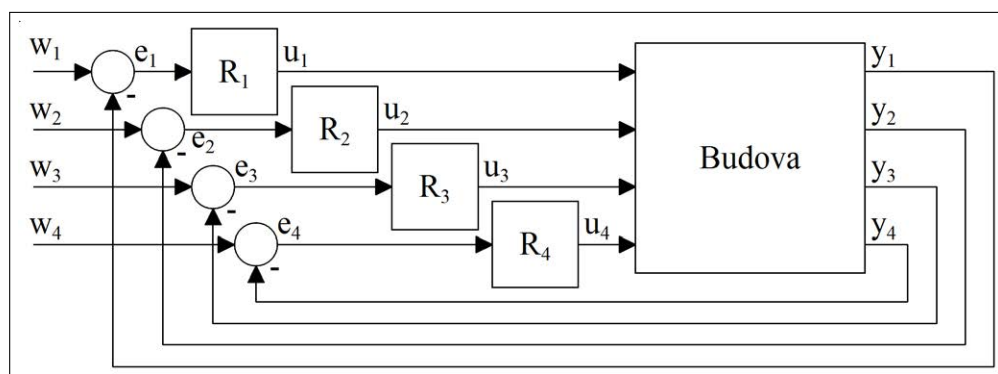 w₁ e₁ R₁ u₁ y₁
w₂ - e₂ R₂ u₂ Budova y₂
w₃ - e₃ R₃ u₃ y₃
w₄ - e₄ R₄ u₄ y₄
-